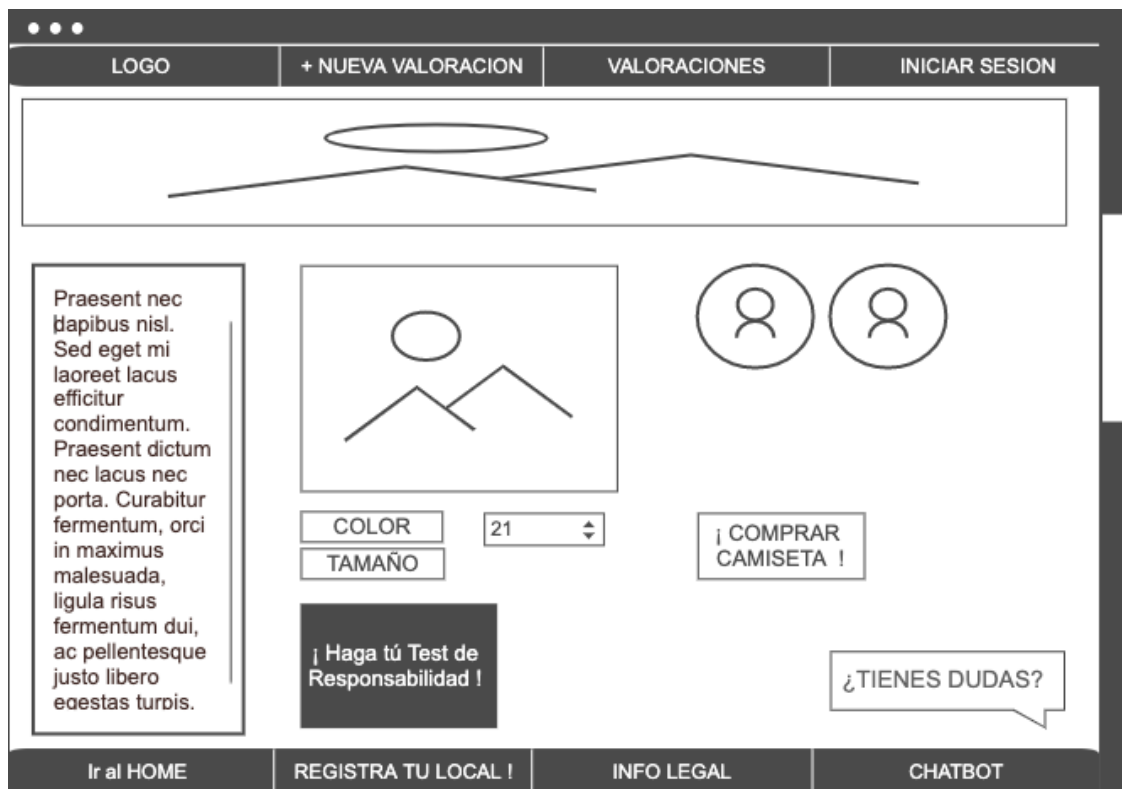 LOGO
+ NUEVA VALORACION
VALORACIONES
INICIAR SESION
Praesent nec
dapibus nisl.
Sed eget mi
laoreet lacus
efficitur
condimentum.
Praesent dictum
nec lacus nec
porta. Curabitur
fermentum, orci
in maximus
malesuada,
ligula risus
fermentum dui,
ac pellentesque
justo libero
egestas turpis.
COLOR
21
TAMAÑO
¡ COMPRAR
CAMISETA !
¡ Haga tú Test de
Responsabilidad !
¿TIENES DUDAS?
Ir al HOME
REGISTRA TU LOCAL !
INFO LEGAL
CHATBOT